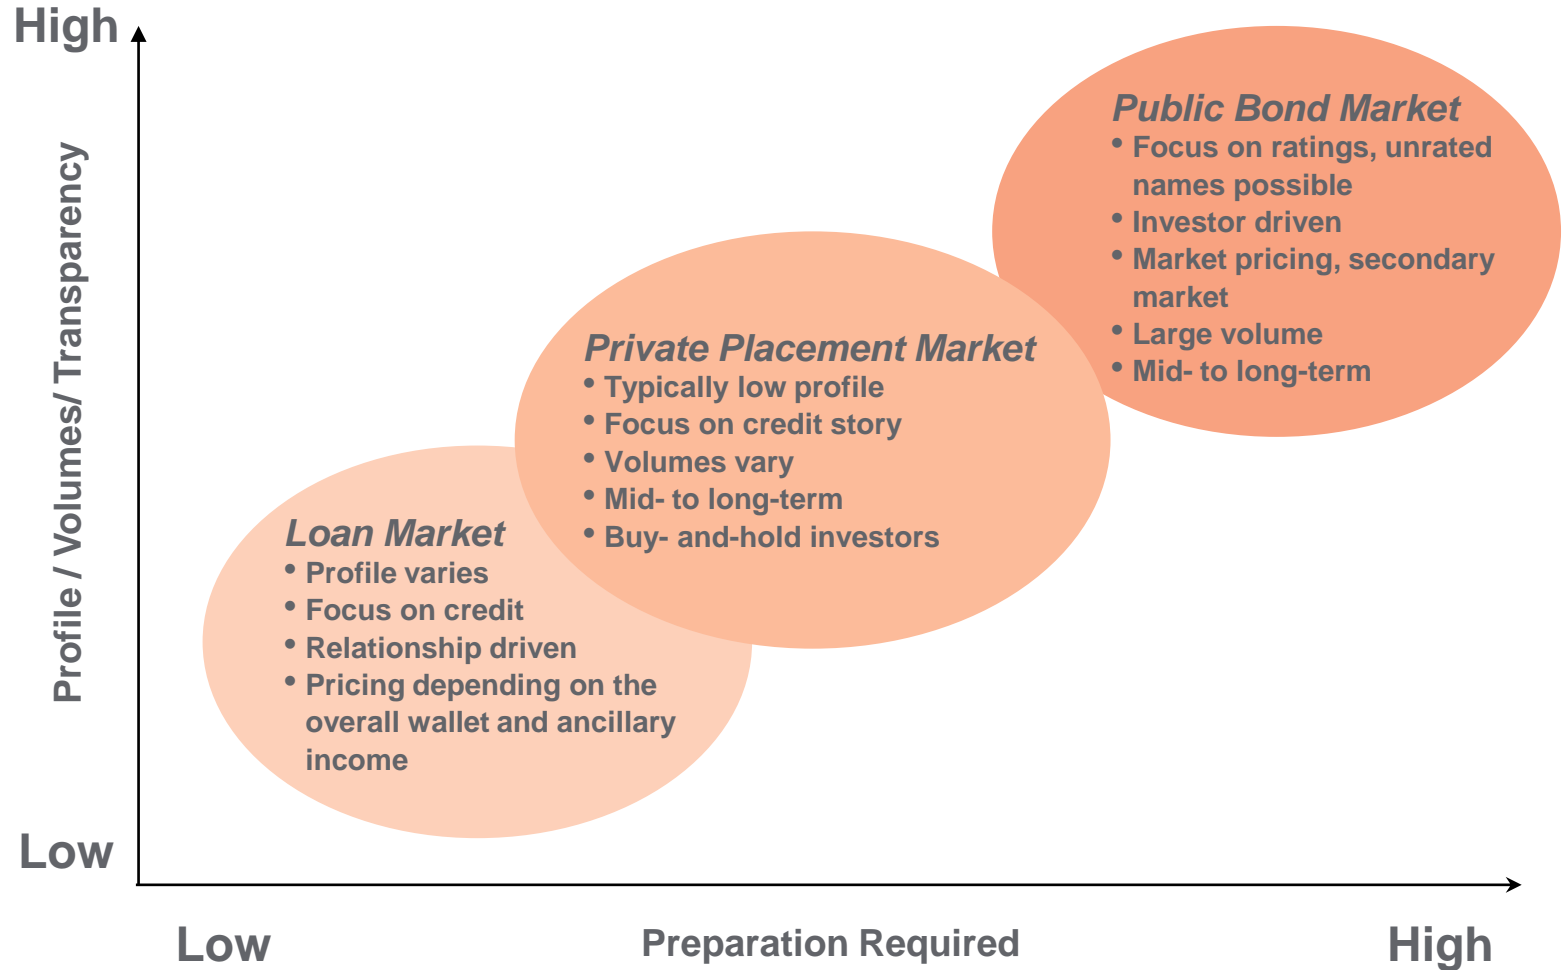 High
Profile / Volumes/ Transparency
Low
Public Bond Market
• Focus on ratings, unrated
names possible
• Investor driven
• Market pricing, secondary
market
• Large volume
• Mid- to long-term
Private Placement Market
• Typically low profile
• Focus on credit story
• Volumes vary
• Mid- to long-term
• Buy- and-hold investors
Loan Market
• Profile varies
• Focus on credit
• Relationship driven
• Pricing depending on the
overall wallet and ancillary
income
Low
Preparation Required
High